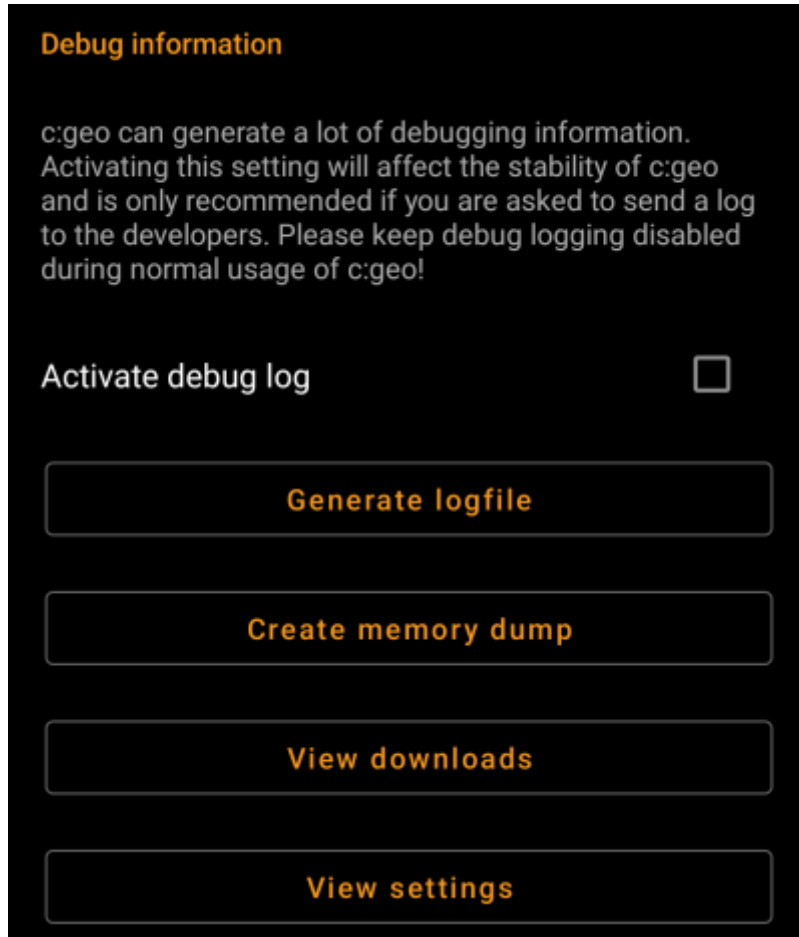 Debug information
c:geo can generate a lot of debugging information.
Activating this setting will affect the stability of c:geo
and is only recommended if you are asked to send a log
to the developers. Please keep debug logging disabled
during normal usage of c:geo!
Activate debug log
Generate logfile
Create memory dump
View downloads
View settings